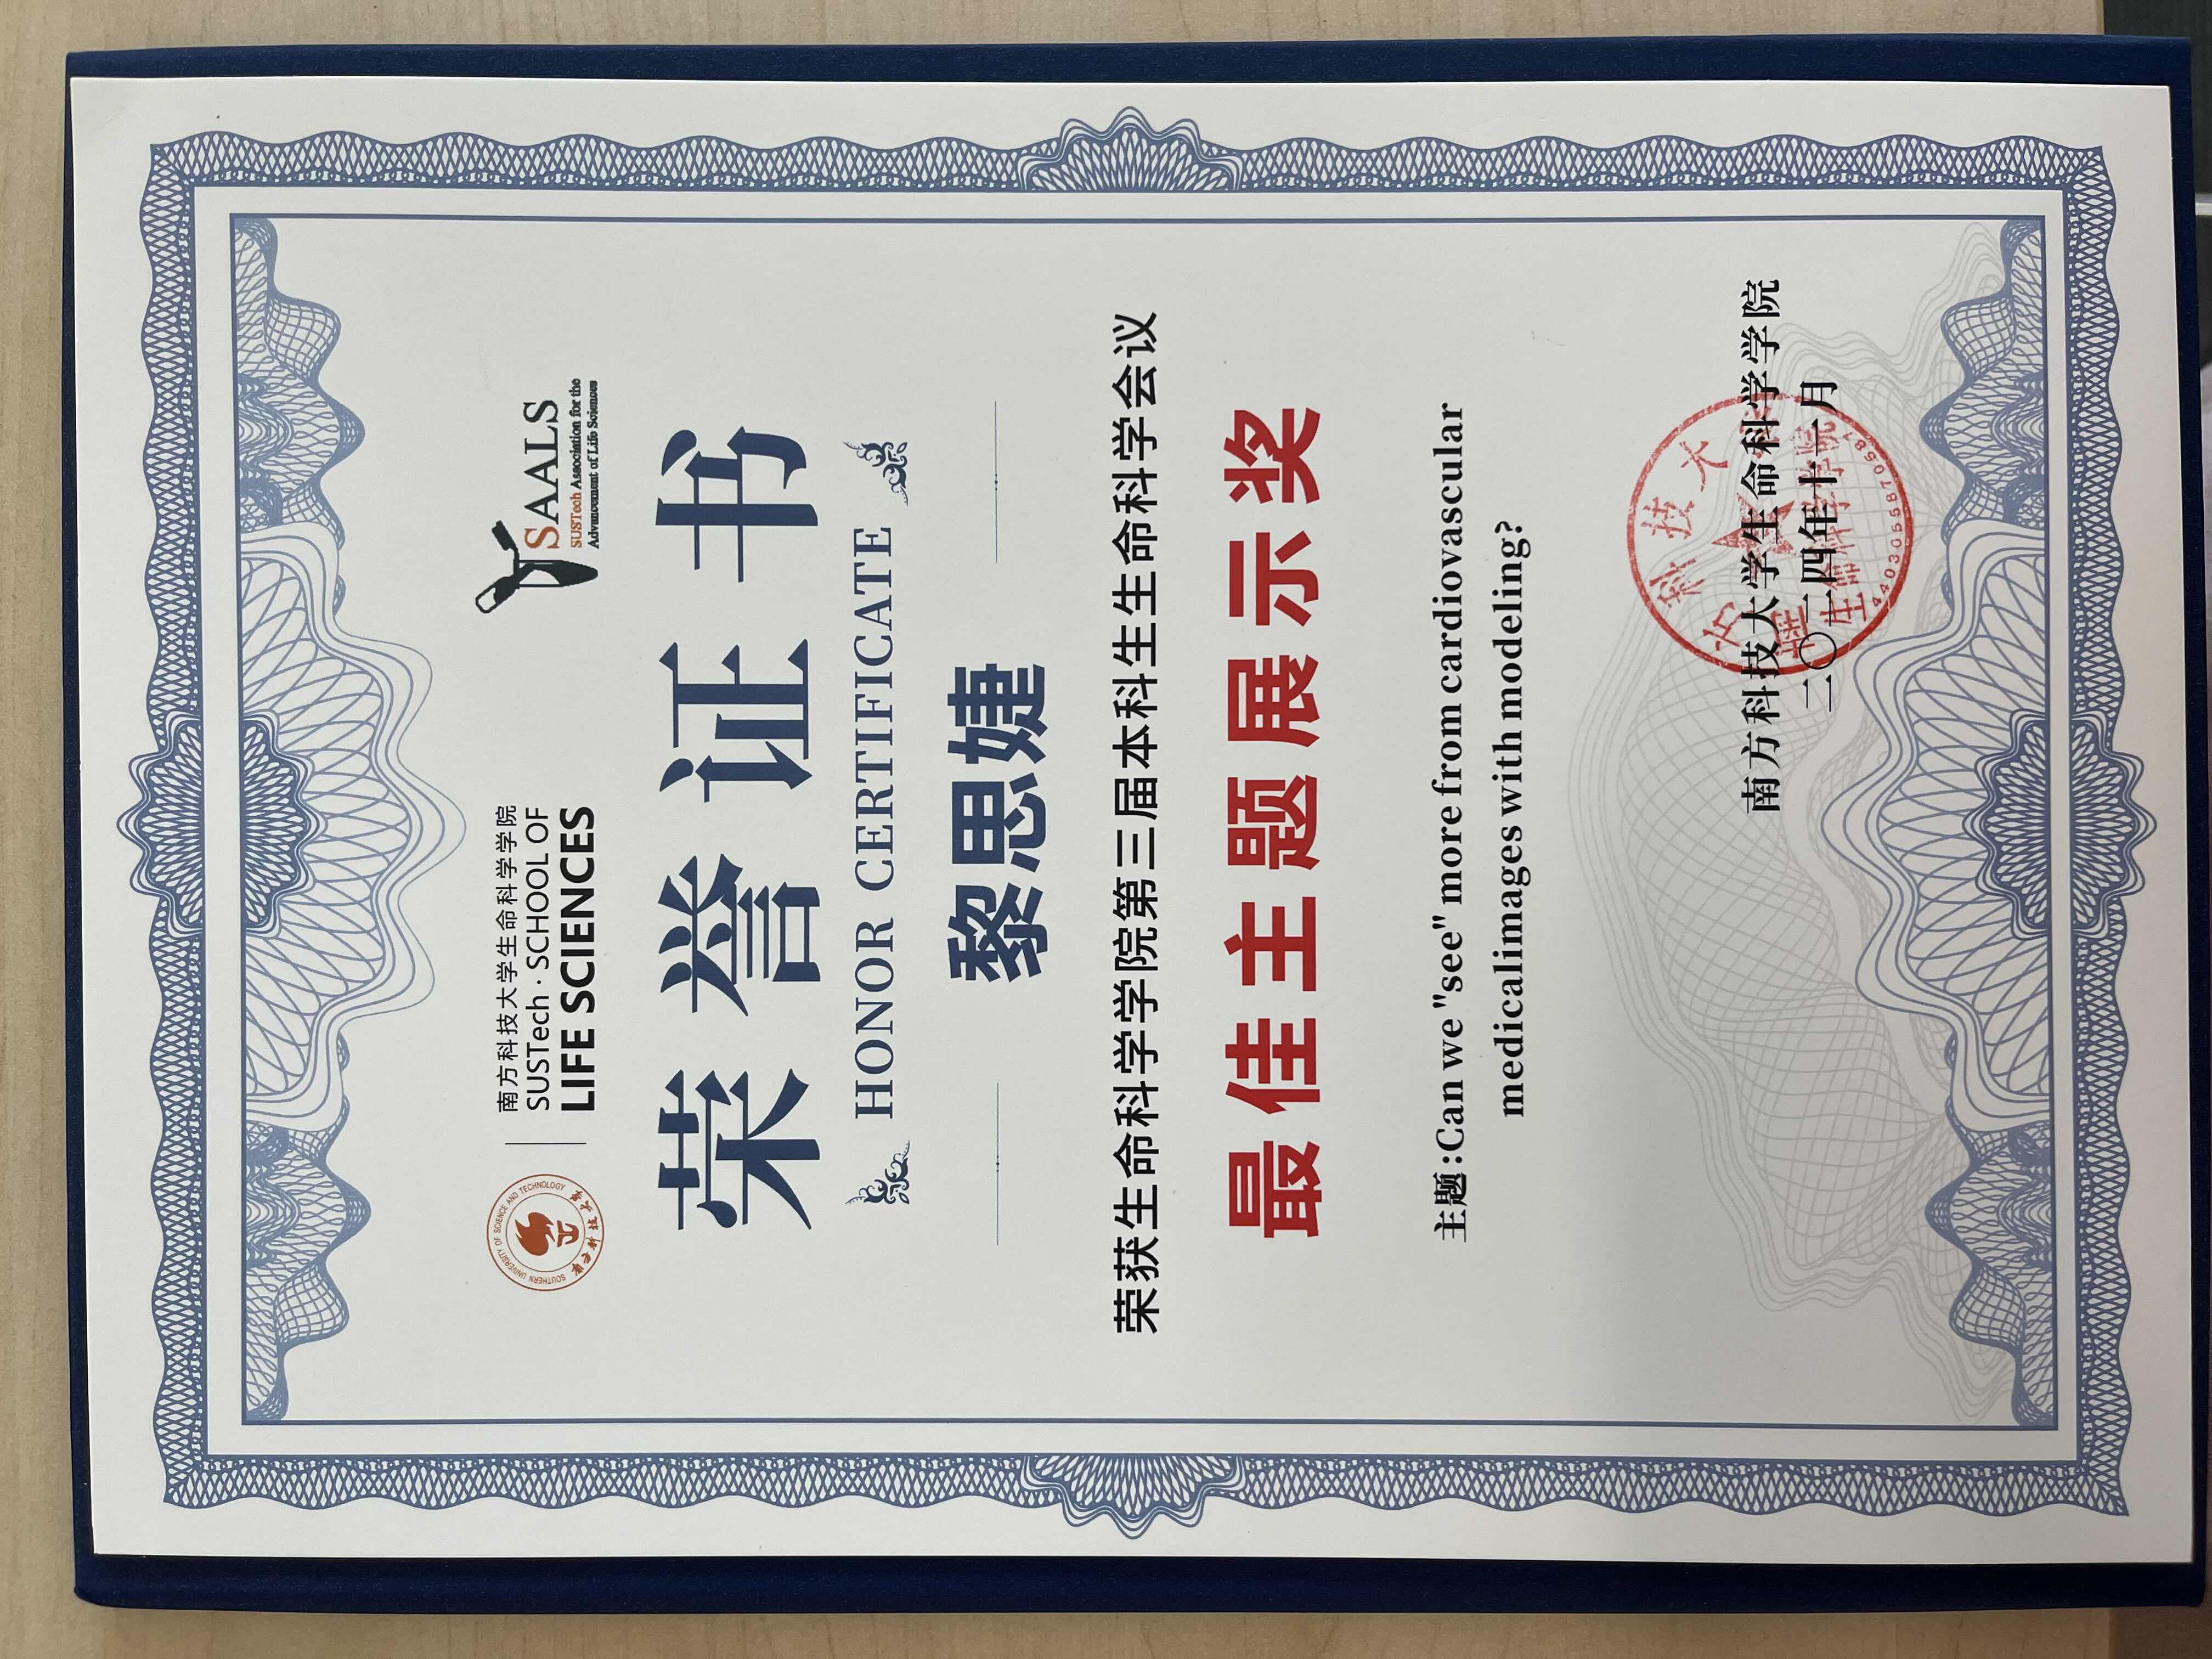 SOUTHERN UNIVERSITY OF SCIENCE AND TECHNOLOGY
南方科技大学
南方科技大学生命科学学院
SUSTech · SCHOOL OF
LIFE SCIENCES
SAALS
SUSTech Association for the
Advancement of Life Sciences
荣誉证书
HONOR CERTIFICATE
黎思婕
荣获生命科学学院第三届本科生生命科学会议
最佳主题展示奖
主题:Can we "see" more from cardiovascular
medicalimages with modeling?
南方科技大学生命科学学院
二〇二四年十一月
南方科技大学
生命科学学院
4403055870587